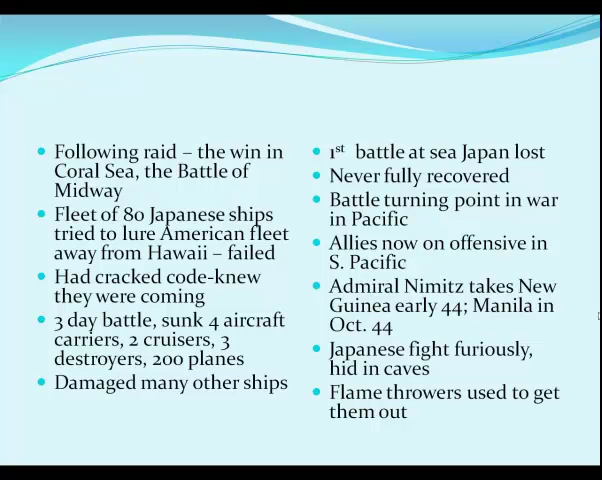 Following raid – the win in
Coral Sea, the Battle of
Midway
Fleet of 80 Japanese ships
tried to lure American fleet
away from Hawaii – failed
Had cracked code-knew
they were coming
3 day battle, sunk 4 aircraft
carriers, 2 cruisers, 3
destroyers, 200 planes
Damaged many other ships
1st battle at sea Japan lost
Never fully recovered
Battle turning point in war
in Pacific
Allies now on offensive in
S. Pacific
Admiral Nimitz takes New
Guinea early 44; Manila in
Oct. 44
Japanese fight furiously,
hid in caves
Flame throwers used to get
them out